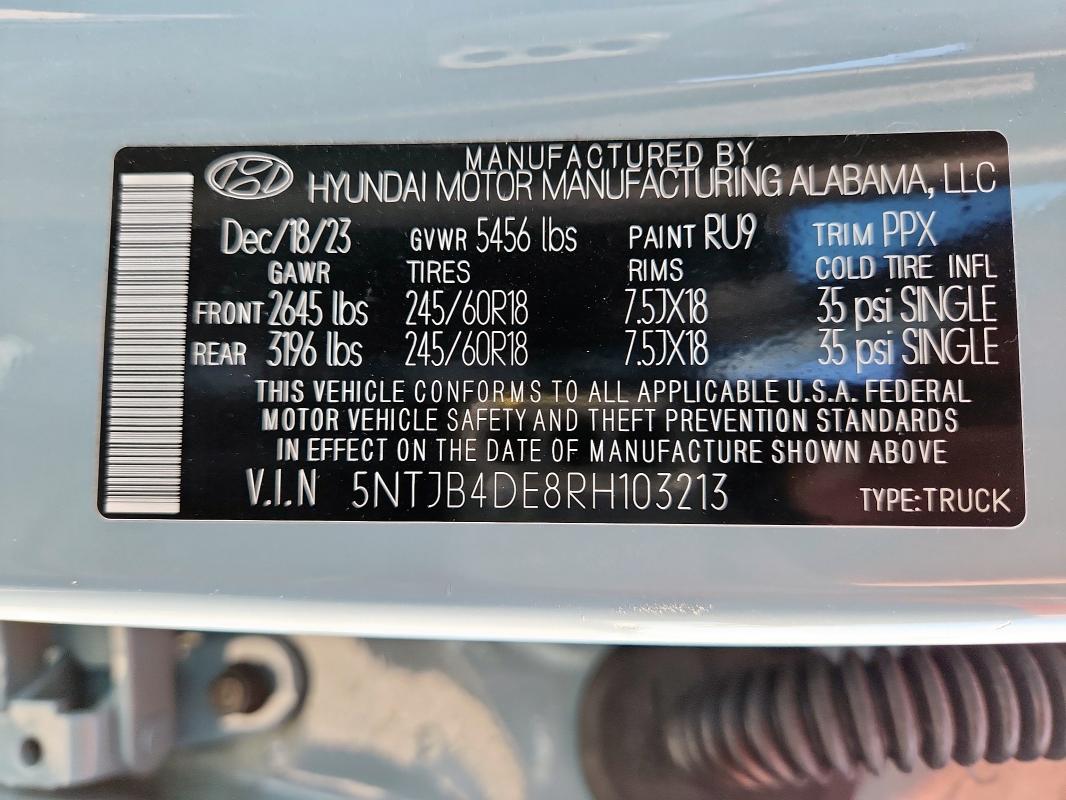 MANUFACTURED BY
HYUNDAI MOTOR MANUFACTURING ALABAMA, LLC
Dec/18/23 GVWR 5456 lbs PAINT RU9 TRIM PPX
GAWR TIRES RIMS COLD TIRE INFL
FRONT 2645 lbs 245/60R18 7.5JX18 35 psi SINGLE
REAR 3196 lbs 245/60R18 7.5JX18 35 psi SINGLE
THIS VEHICLE CONFORMS TO ALL APPLICABLE U.S.A. FEDERAL
MOTOR VEHICLE SAFETY AND THEFT PREVENTION STANDARDS
IN EFFECT ON THE DATE OF MANUFACTURE SHOWN ABOVE
V.I.N 5NTJB4DE8RH103213 TYPE:TRUCK